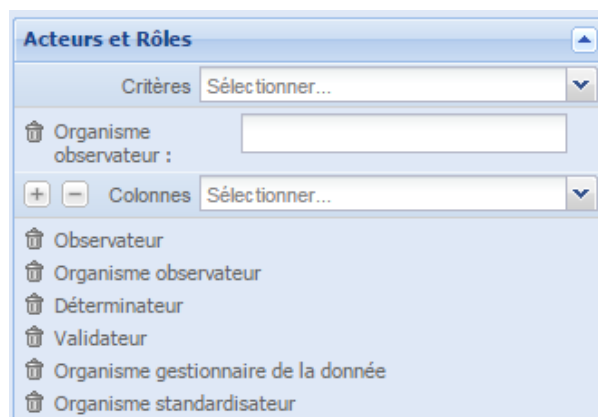 Acteurs et Rôles
Critères Sélectionner...
Organisme
observateur :
Colonnes Sélectionner...
Observateur
Organisme observateur
Déterminateur
Validateur
Organisme gestionnaire de la donnée
Organisme standardisateur